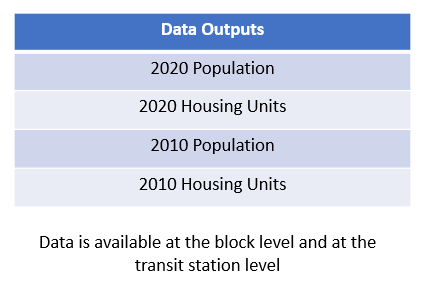 Data Outputs
2020 Population
2020 Housing Units
2010 Population
2010 Housing Units
Data is available at the block level and at the
transit station level